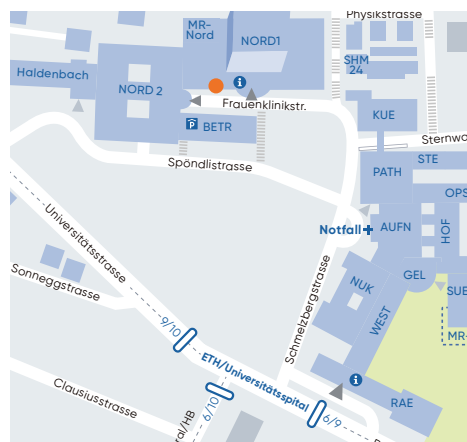 Physikstrasse
MR-
Nord
NORD1
SHM
24
Haldenbach
NORD 2
i
Frauenklinikstr.
KUE
P
BETR
Sternwa
STE
Spöndlistrasse
PATH
OPS
Notfall
AUFN
HOF
Universitätsstrasse
GEL
NUK
SUE
Sonneggstrasse
WEST
MR-
Schmelzbergstrasse
9/10
ETH/Universitätsspital
i
Clausiusstrasse
6/10
6/9
RAE
ral/HB